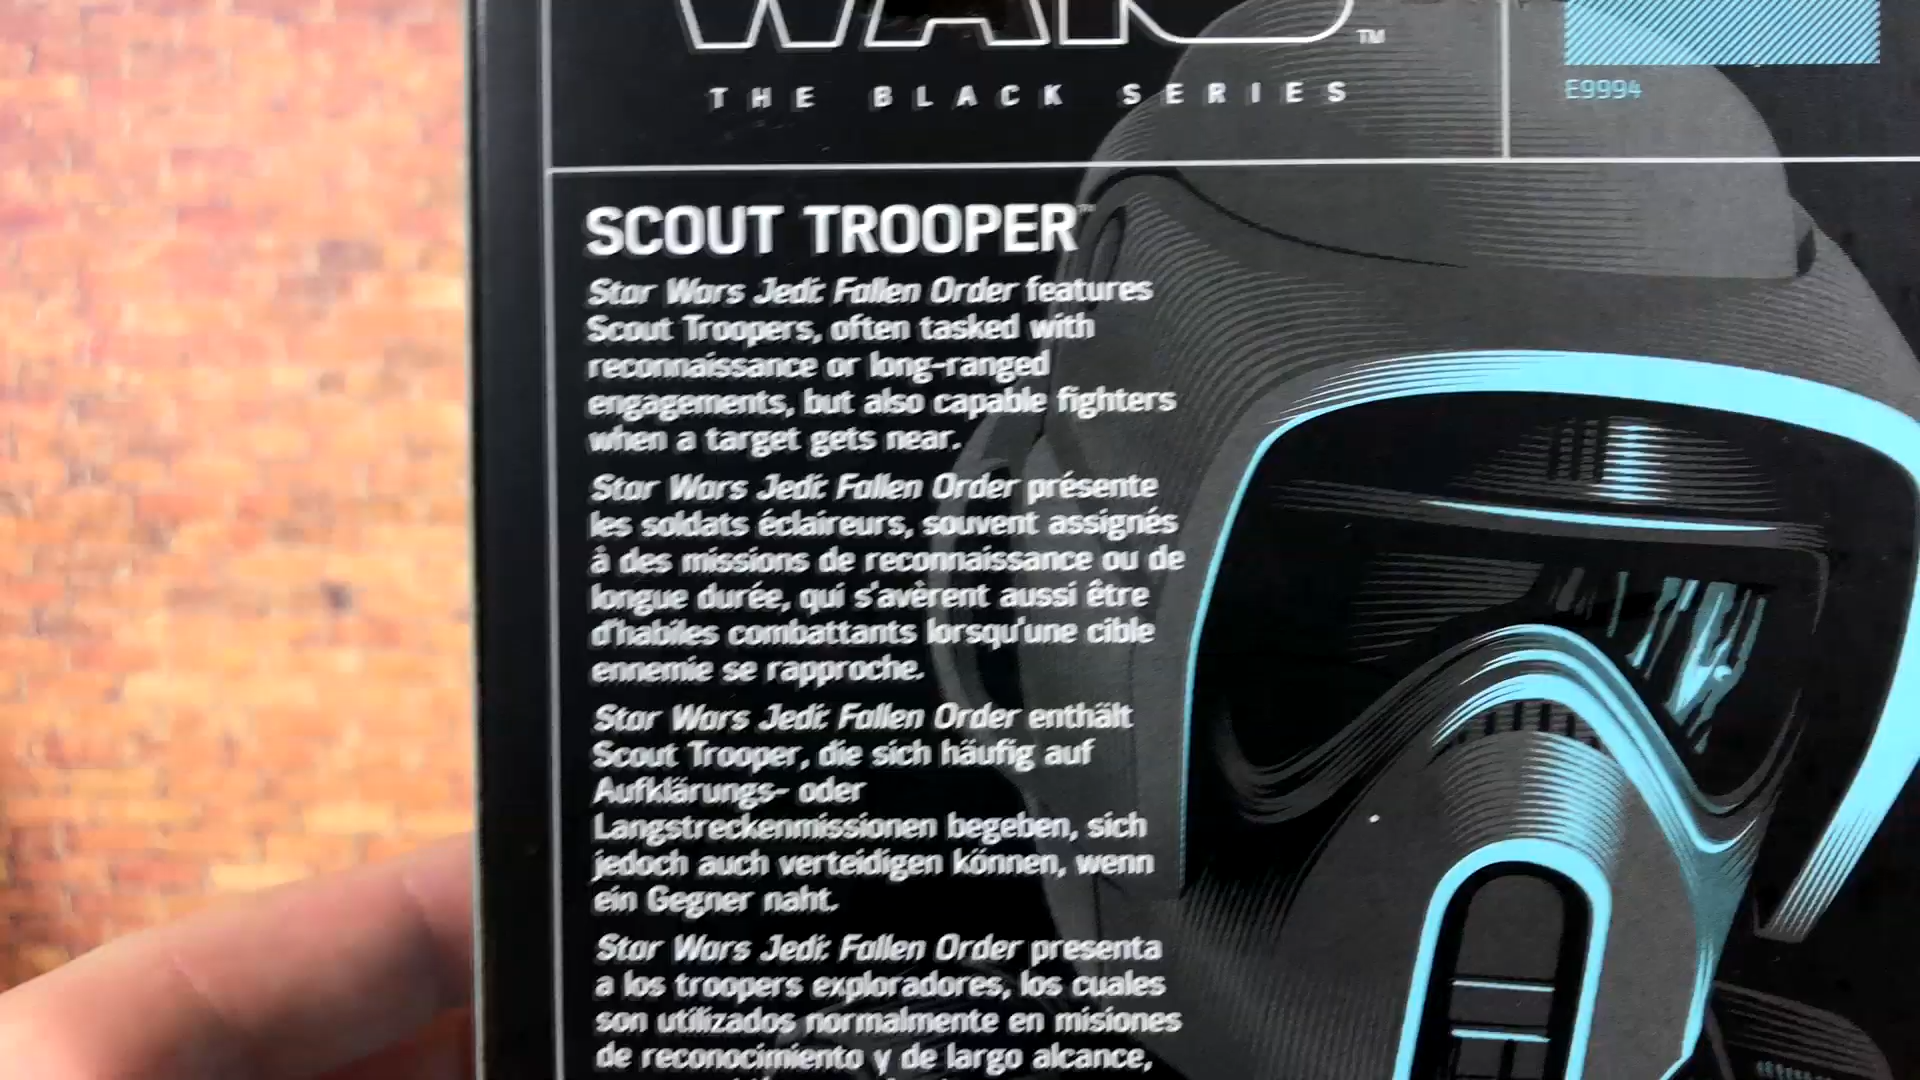 WARS™
THE BLACK SERIES
E9994
SCOUT TROOPER™
Star Wars Jedi: Fallen Order features
Scout Troopers, often tasked with
reconnaissance or long-ranged
engagements, but also capable fighters
when a target gets near.
Star Wars Jedi: Fallen Order présente
les soldats éclaireurs, souvent assignés
à des missions de reconnaissance ou de
longue durée, qui s'avèrent aussi être
d'habiles combattants lorsqu'une cible
ennemie se rapproche.
Star Wars Jedi: Fallen Order enthält
Scout Trooper, die sich häufig auf
Aufklärungs- oder
Langstreckenmissionen begeben, sich
jedoch auch verteidigen können, wenn
ein Gegner naht.
Star Wars Jedi: Fallen Order presenta
a los troopers exploradores, los cuales
son utilizados normalmente en misiones
de reconocimiento y de largo alcance,